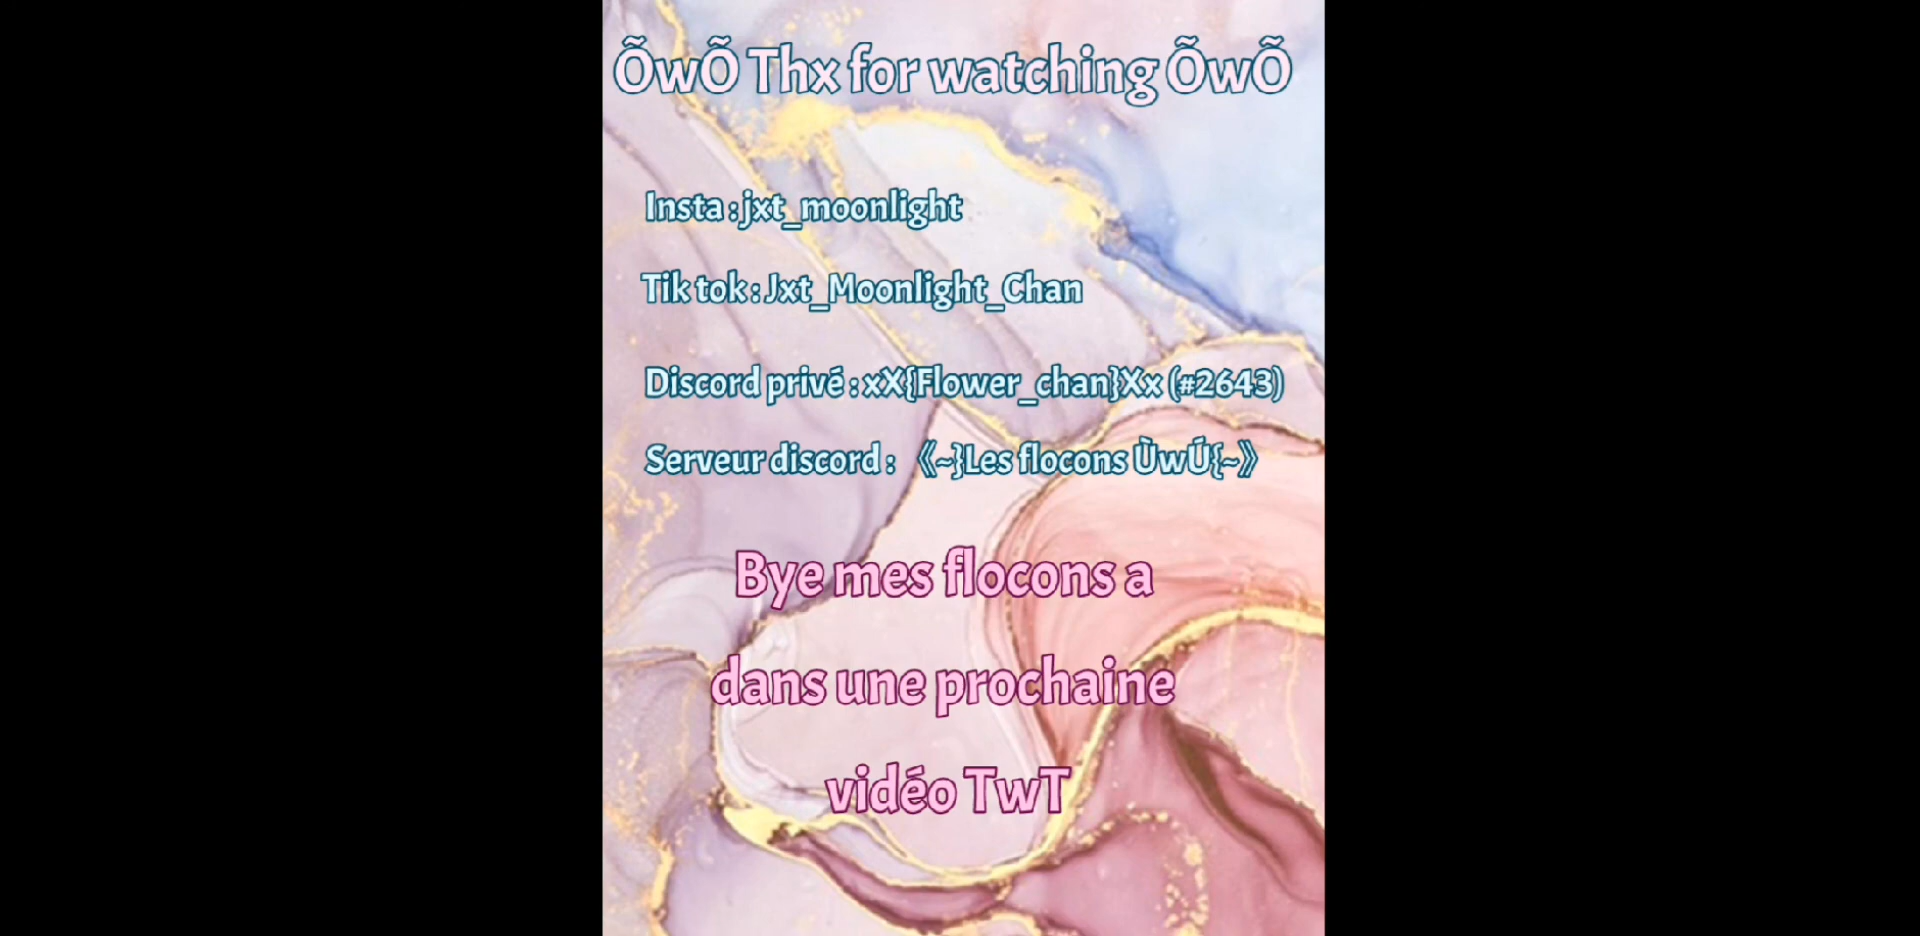 ÕwÕ Thx for watching ÕwÕ
Insta : jxt_moonlight
Tik tok : Jxt_Moonlight_Chan
Discord privé : xX{Flower_chan}Xx (#2643)
Serveur discord : 《~}Les flocons ÙwÚ{~》
Bye mes flocons a
dans une prochaine
vidéo TwT